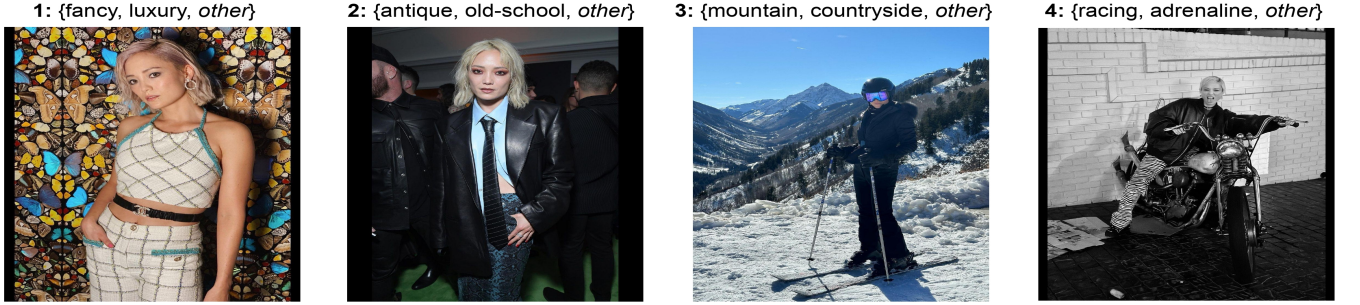 1: {fancy, luxury, other}
2: {antique, old-school, other}
3: {mountain, countryside, other}
4: {racing, adrenaline, other}